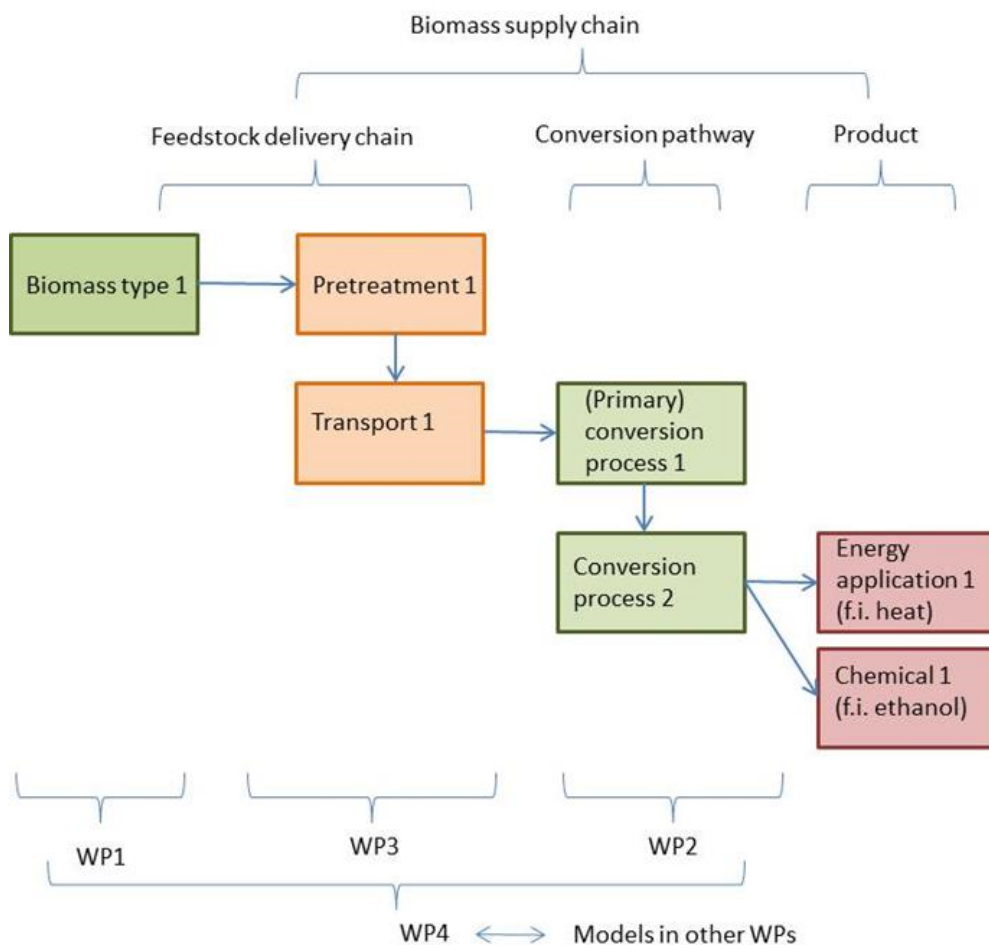 Biomass supply chain
Feedstock delivery chain
Conversion pathway
Product
Biomass type 1
Pretreatment 1
Transport 1
(Primary)
conversion
process 1
Conversion
process 2
Energy
application 1
(f.i. heat)
Chemical 1
(f.i. ethanol)
WP1
WP3
WP2
WP4
Models in other WPs